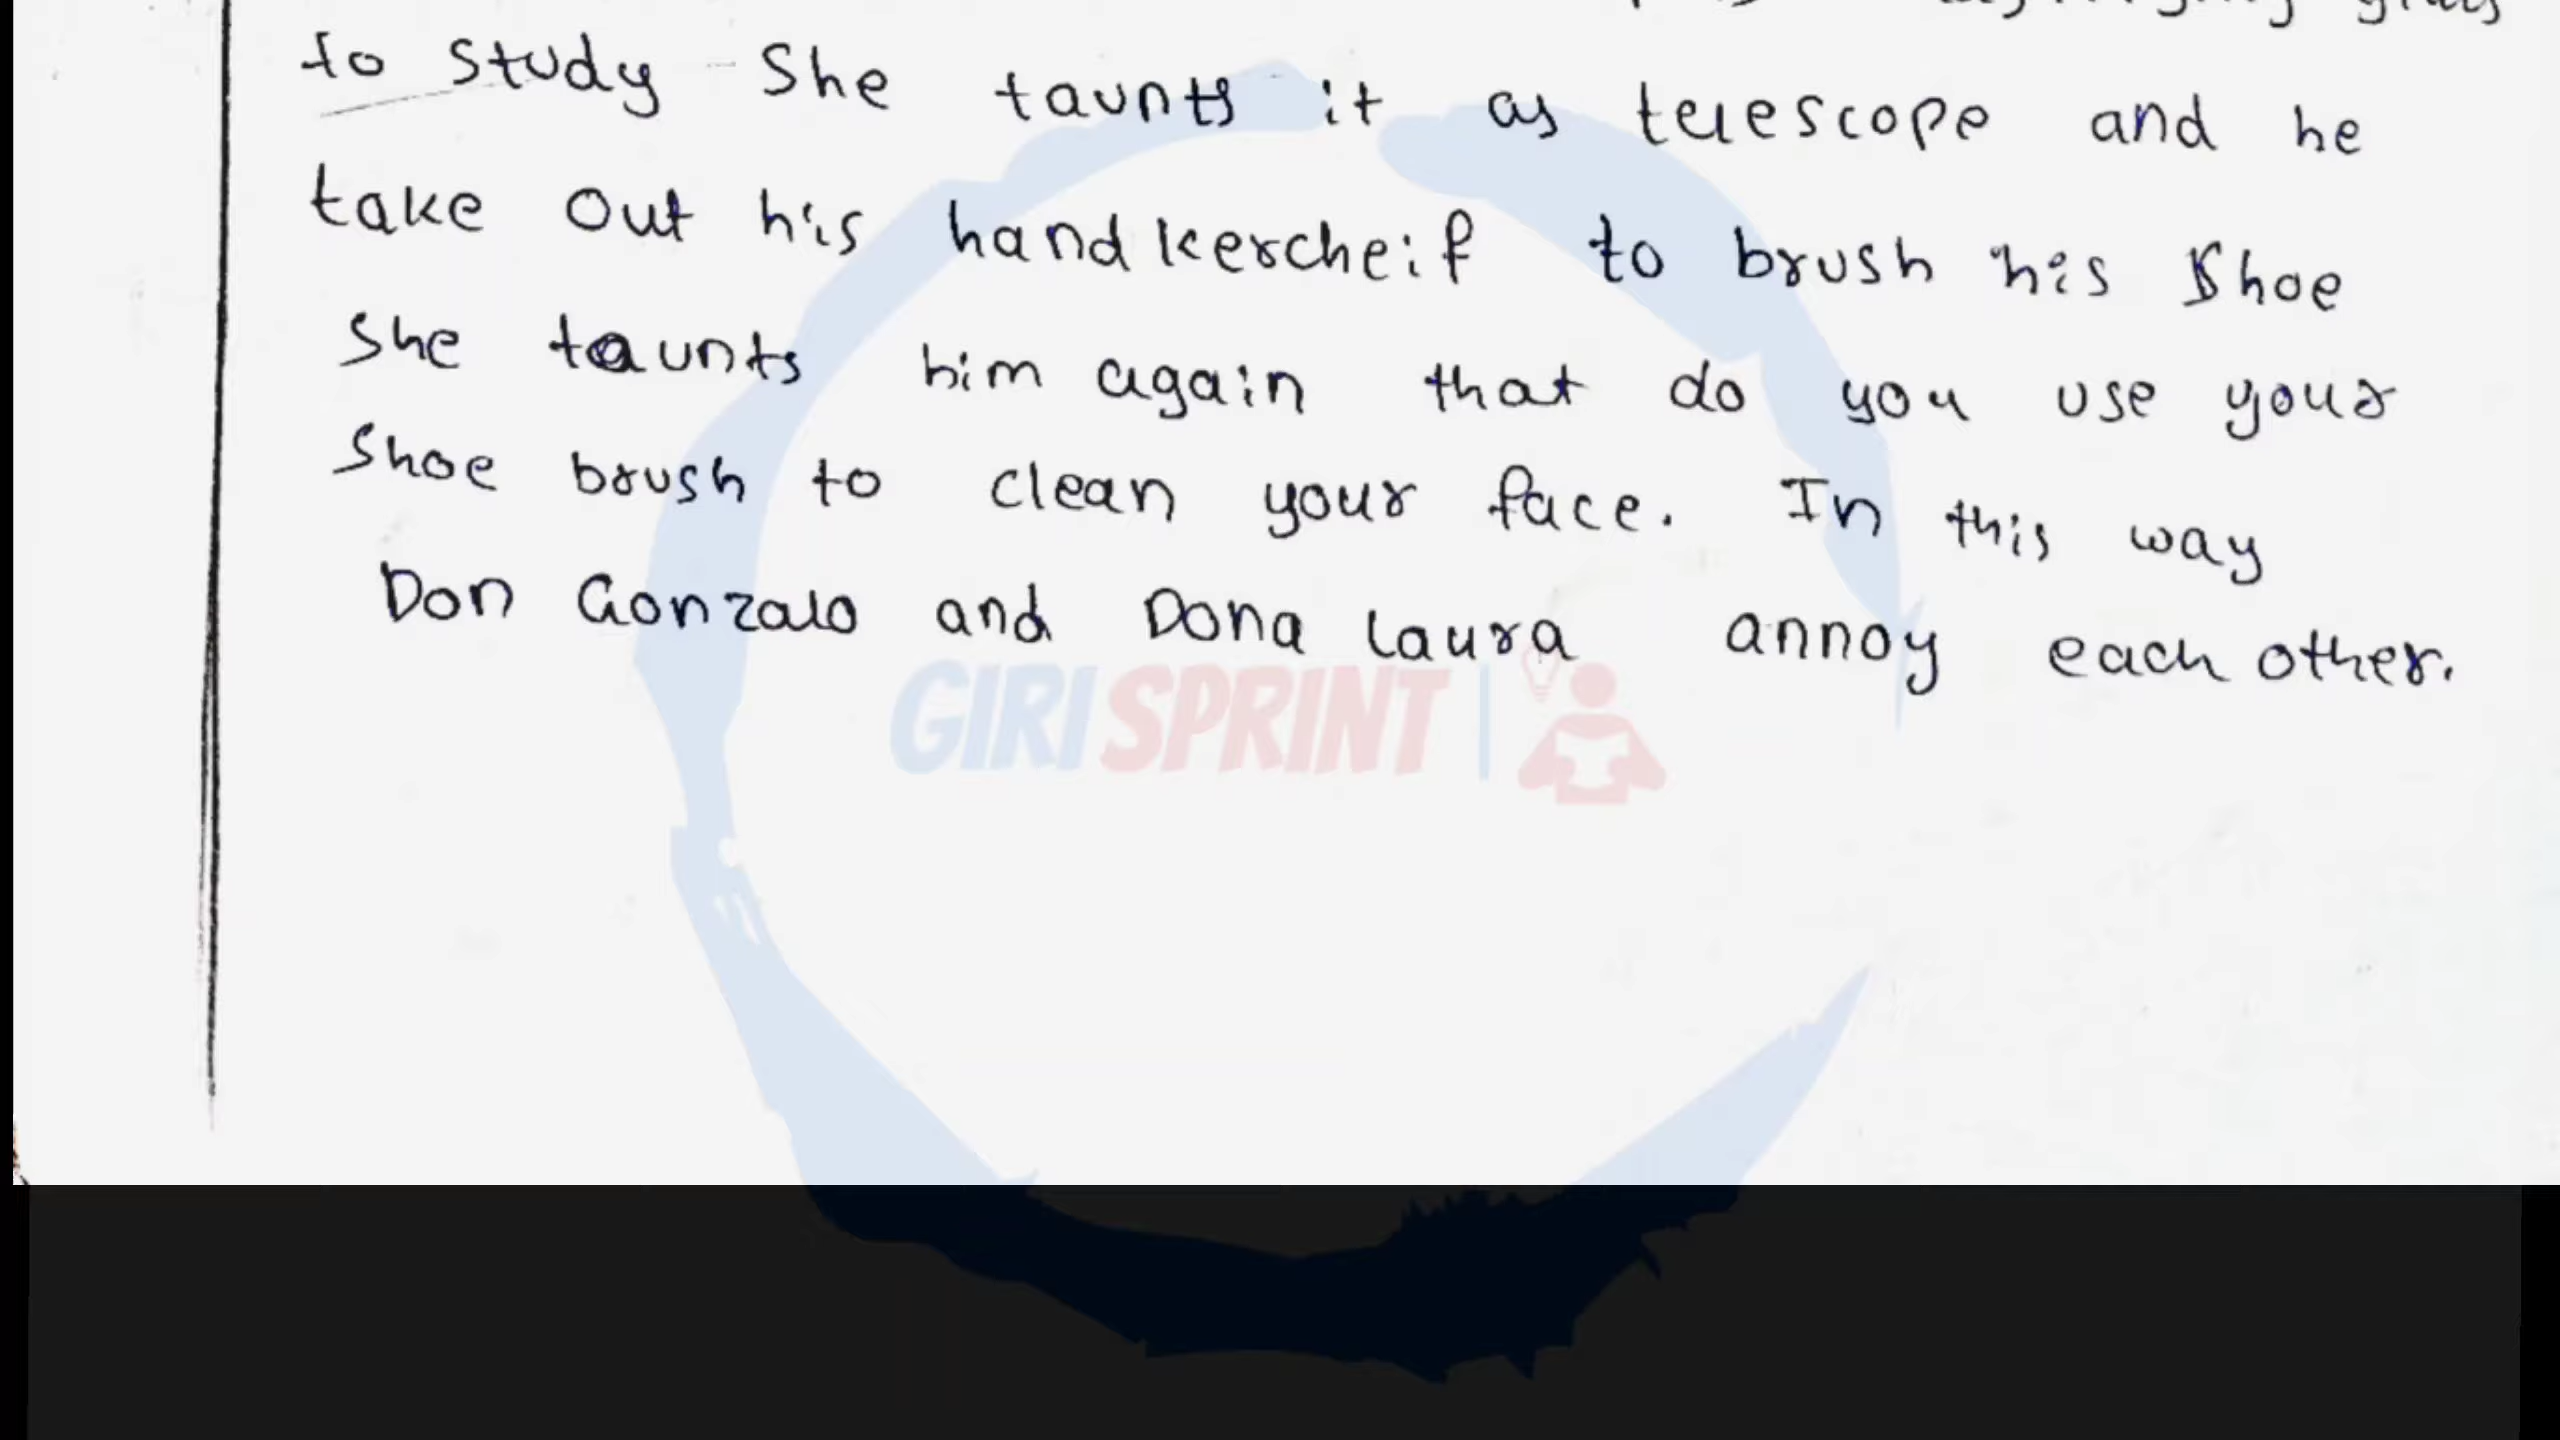 to study She taunts it as telescope and he
take out his handkercheif to brush his Shoe
She taunts him again that do you use your
Shoe brush to clean your face. In this way
Don Gonzalo and Dona Laura annoy each other.
GIRI SPRINT